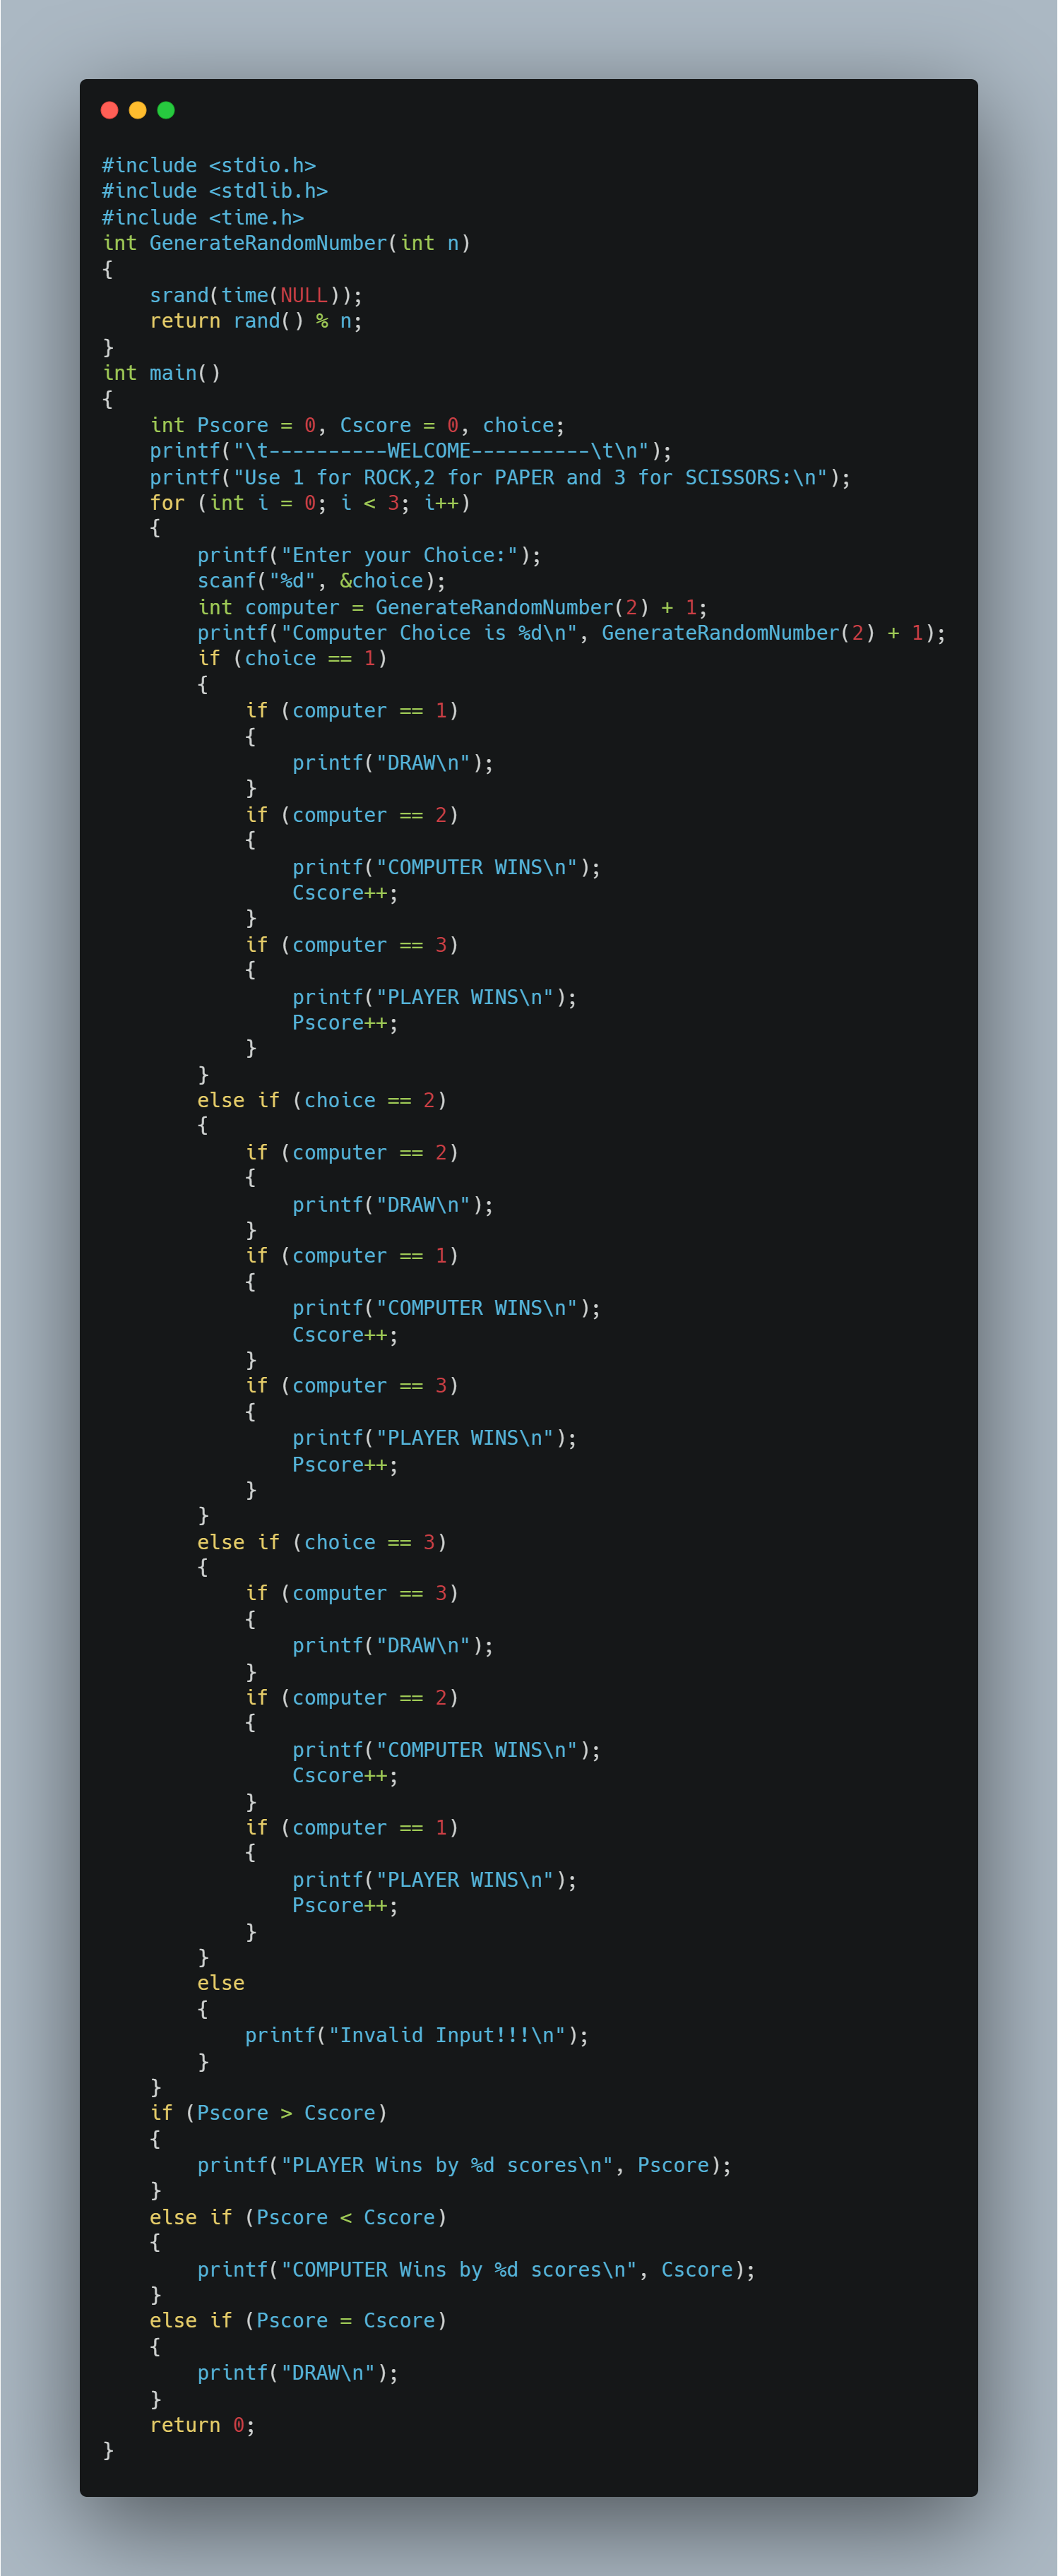 #include <stdio.h>
#include <stdlib.h>
#include <time.h>
int GenerateRandomNumber(int n)
{
    srand(time(NULL));
    return rand() % n;
}
int main()
{
    int Pscore = 0, Cscore = 0, choice;
    printf("\t----------WELCOME----------\t\n");
    printf("Use 1 for ROCK,2 for PAPER and 3 for SCISSORS:\n");
    for (int i = 0; i < 3; i++)
    {
        printf("Enter your Choice:");
        scanf("%d", &choice);
        int computer = GenerateRandomNumber(2) + 1;
        printf("Computer Choice is %d\n", GenerateRandomNumber(2) + 1);
        if (choice == 1)
        {
            if (computer == 1)
            {
                printf("DRAW\n");
            }
            if (computer == 2)
            {
                printf("COMPUTER WINS\n");
                Cscore++;
            }
            if (computer == 3)
            {
                printf("PLAYER WINS\n");
                Pscore++;
            }
        }
        else if (choice == 2)
        {
            if (computer == 2)
            {
                printf("DRAW\n");
            }
            if (computer == 1)
            {
                printf("COMPUTER WINS\n");
                Cscore++;
            }
            if (computer == 3)
            {
                printf("PLAYER WINS\n");
                Pscore++;
            }
        }
        else if (choice == 3)
        {
            if (computer == 3)
            {
                printf("DRAW\n");
            }
            if (computer == 2)
            {
                printf("COMPUTER WINS\n");
                Cscore++;
            }
            if (computer == 1)
            {
                printf("PLAYER WINS\n");
                Pscore++;
            }
        }
        else
        {
            printf("Invalid Input!!!\n");
        }
    }
    if (Pscore > Cscore)
    {
        printf("PLAYER Wins by %d scores\n", Pscore);
    }
    else if (Pscore < Cscore)
    {
        printf("COMPUTER Wins by %d scores\n", Cscore);
    }
    else if (Pscore = Cscore)
    {
        printf("DRAW\n");
    }
    return 0;
}